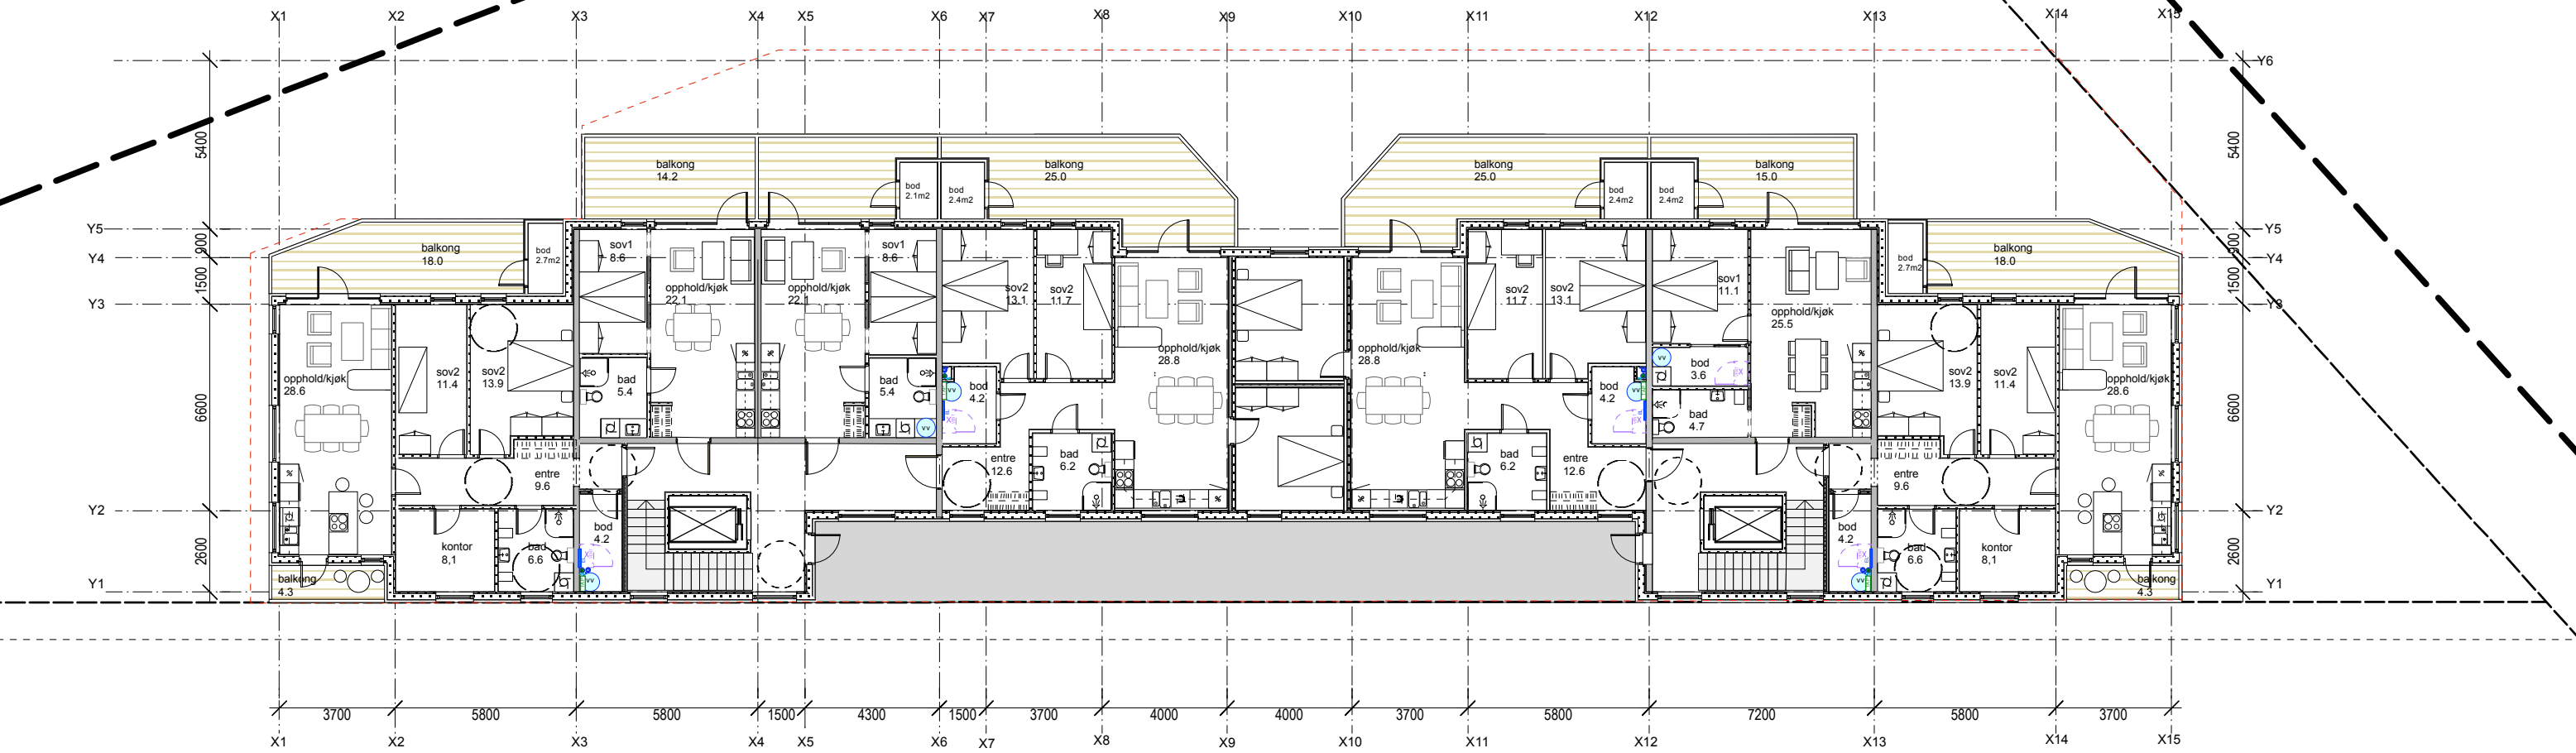 X1 X2 X3 X4 X5 X6 X7 X8 X9 X10 X11 X12 X13 X14 X15
Y6
5400
5400
balkong
14.2
balkong
25.0
balkong
25.0
balkong
15.0
bod
2.1m2
bod
2.4m2
bod
2.4m2
bod
2.4m2
Y5
Y5
900
900
Y4
Y4
1500
1500
Y3
Y3
balkong
18.0
bod
2.7m2
sov1
8.6
opphold/kjøk
22.1
opphold/kjøk
22.1
sov1
8.6
sov2
13.1
sov2
11.7
opphold/kjøk
28.8
opphold/kjøk
28.8
sov2
11.7
sov2
13.1
sov1
11.1
opphold/kjøk
25.5
bod
2.7m2
balkong
18.0
opphold/kjøk
28.6
sov2
11.4
sov2
13.9
bad
5.4
bad
5.4
VV
bod
4.2
VV
bod
4.2
VV
VV
bod
3.6
bad
4.7
sov2
13.9
sov2
11.4
opphold/kjøk
28.6
6600
6600
entre
9.6
entre
12.6
bad
6.2
bad
6.2
entre
12.6
entre
9.6
Y2
Y2
2600
2600
kontor
8,1
bad
6.6
bod
4.2
VV
bod
4.2
VV
bad
6.6
kontor
8,1
Y1
Y1
balkong
4.3
balkong
4.3
3700 5800 5800 1500 4300 1500 3700 4000 4000 3700 5800 7200 5800 3700
X1 X2 X3 X4 X5 X6 X7 X8 X9 X10 X11 X12 X13 X14 X15